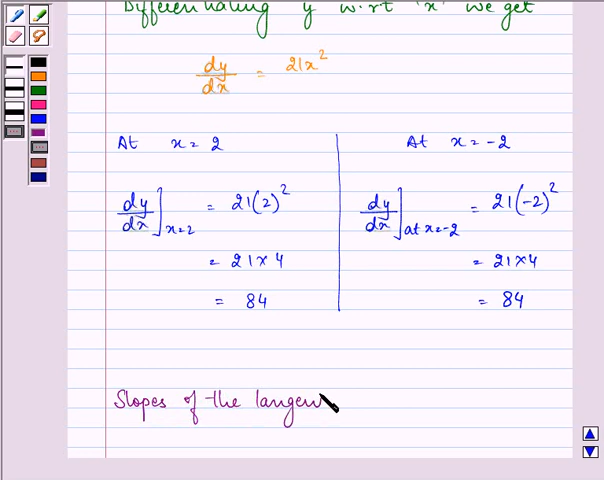 Differentiating y w.r.t 'x' we get
dy/dx = 21x²
At x = 2
dy/dx]x=2 = 21(2)²
= 21×4
= 84
At x = -2
dy/dx]at x=-2 = 21(-2)²
= 21×4
= 84
Slopes of the tangen